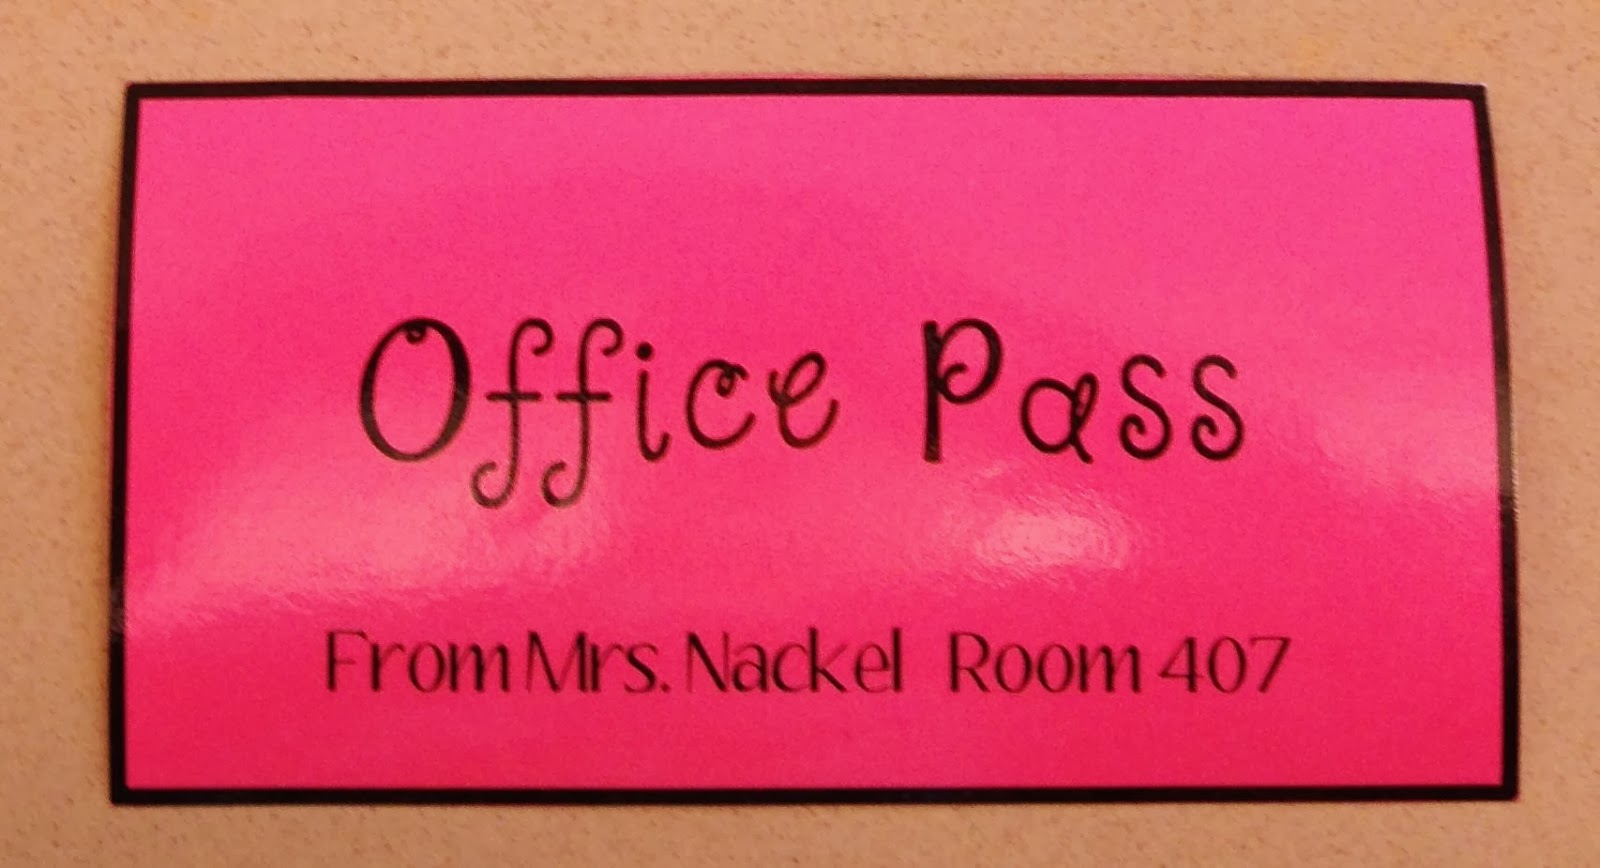 Office Pass
From Mrs. Nackel Room 407